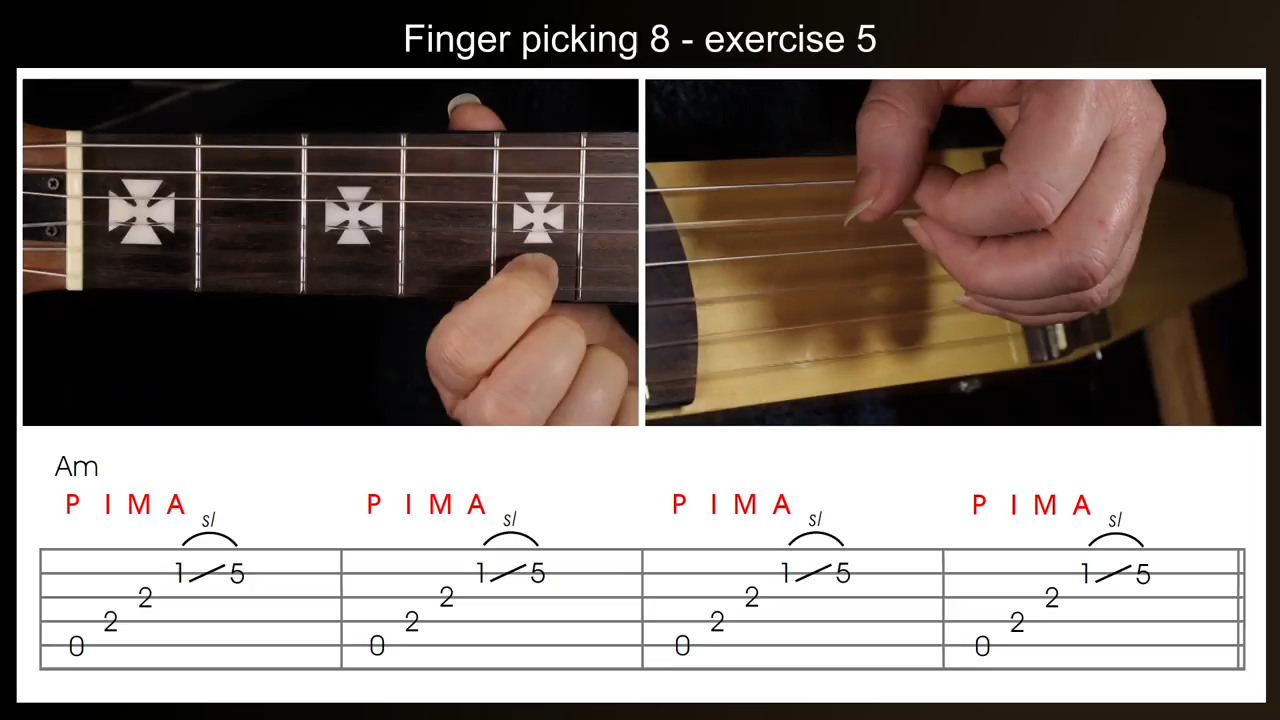 Finger picking 8 - exercise 5
Am
P I M A P I M A P I M A P I M A
sl sl sl sl
1 5 1 5 1 5 1 5
2 2 2 2
2 2 2 2
0 0 0 0